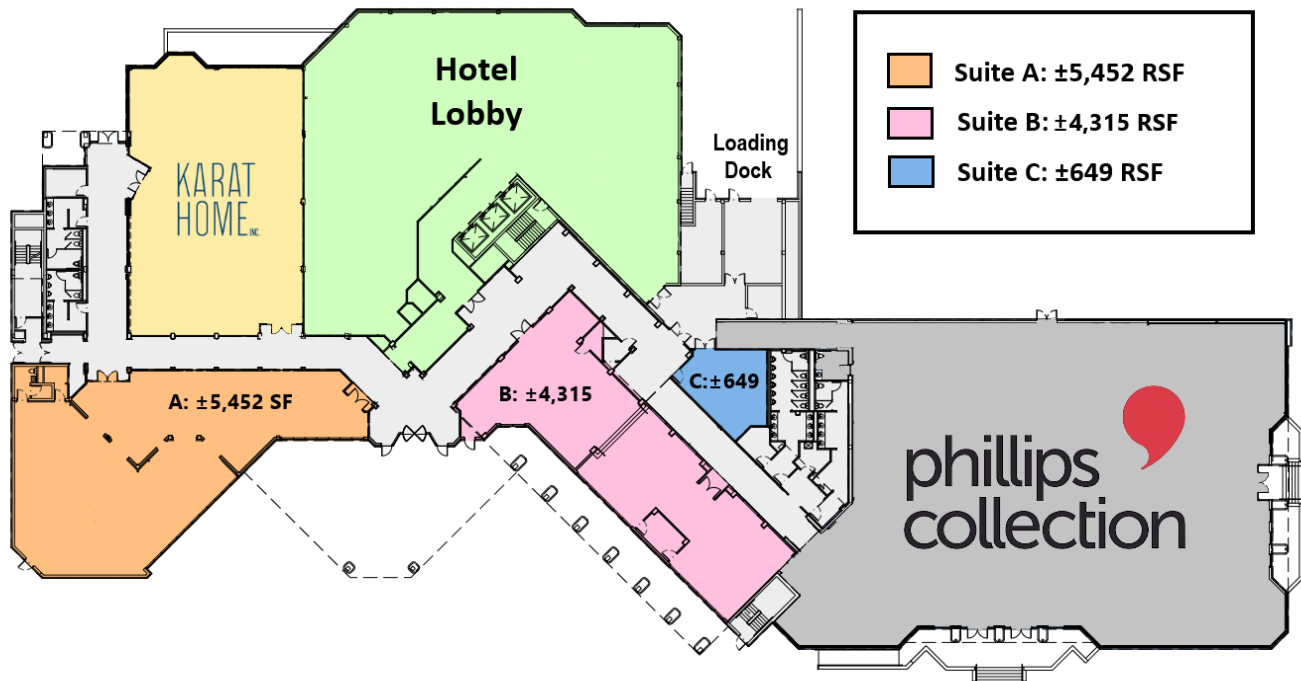 Hotel
Lobby
Suite A: ±5,452 RSF
Suite B: ±4,315 RSF
Suite C: ±649 RSF
Loading
Dock
KARAT
HOME INC.
C:±649
B: ±4,315
A: ±5,452 SF
phillips
collection